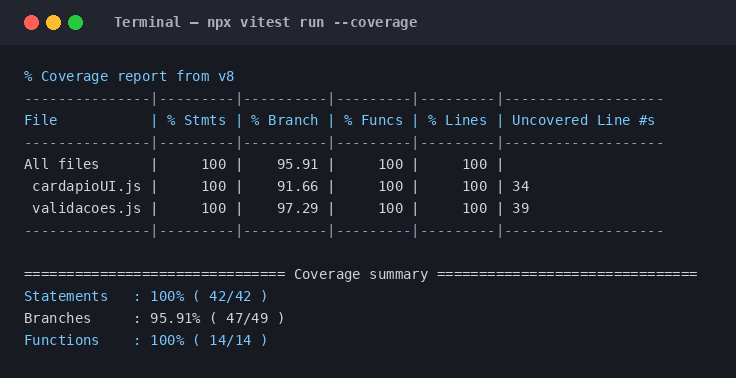 Terminal — npx vitest run --coverage
% Coverage report from v8
---------------|---------|----------|---------|---------|-------------------
File           | % Stmts | % Branch | % Funcs | % Lines | Uncovered Line #s
---------------|---------|----------|---------|---------|-------------------
All files      |     100 |    95.91 |     100 |     100 |
 cardapioUI.js |     100 |    91.66 |     100 |     100 | 34
 validacoes.js |     100 |    97.29 |     100 |     100 | 39
---------------|---------|----------|---------|---------|-------------------
=============================== Coverage summary ===============================
Statements   : 100% ( 42/42 )
Branches     : 95.91% ( 47/49 )
Functions    : 100% ( 14/14 )